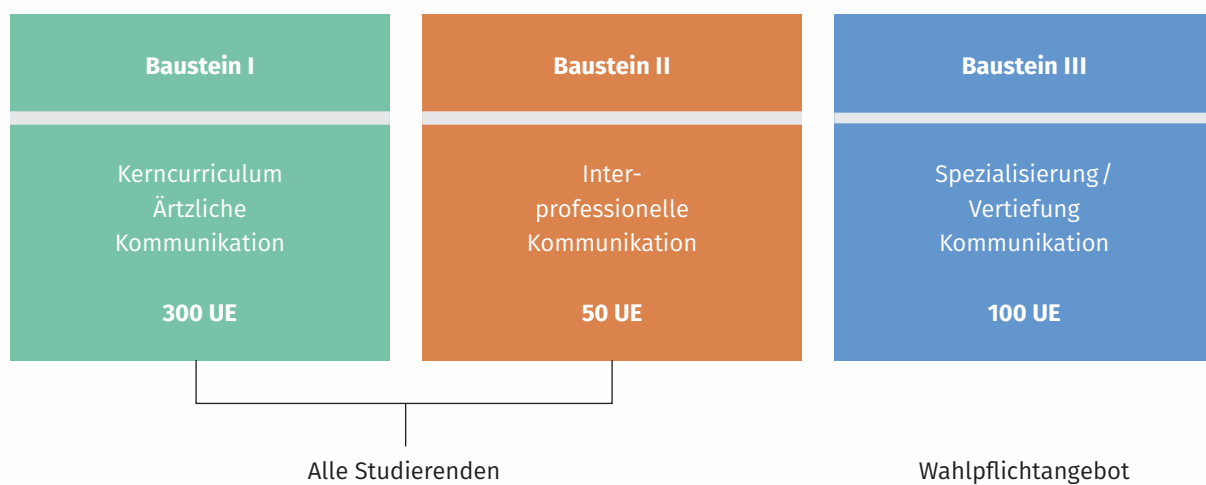 Baustein I
Kerncurriculum
Ärtzliche
Kommunikation
300 UE
Baustein II
Inter-
professionelle
Kommunikation
50 UE
Baustein III
Spezialisierung /
Vertiefung
Kommunikation
100 UE
Alle Studierenden
Wahlpflichtangebot